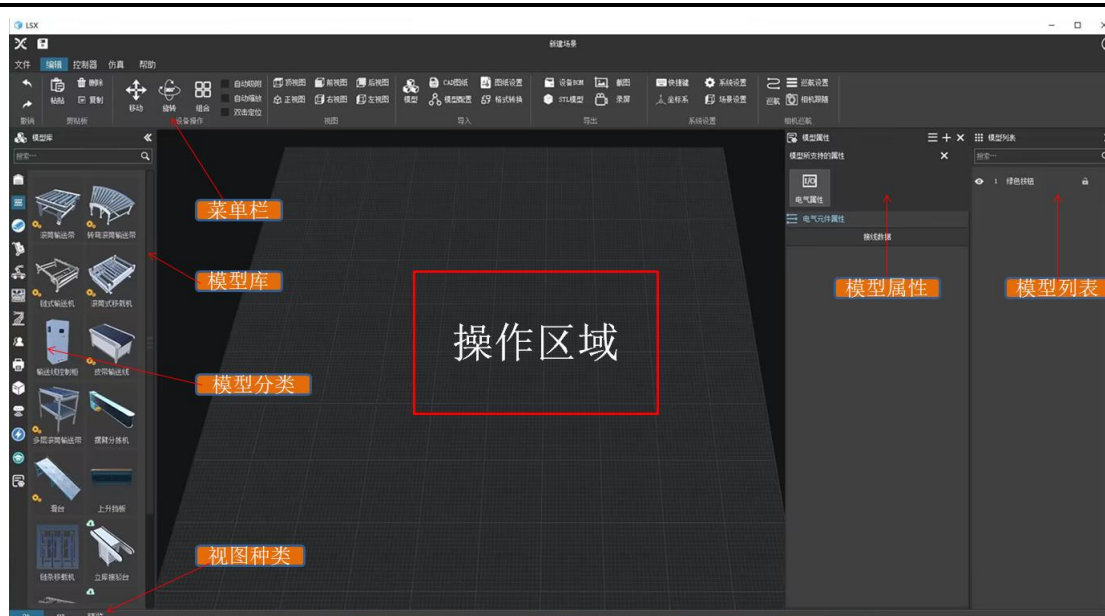 LSX
新建场景
文件 编辑 控制器 仿真 帮助
粘贴 删除 复制 移动 旋转 组合 自动吸附 自动缩放 双击定位
顶视图 前视图 后视图 正视图 右视图 左视图
模型 CAD图纸 图纸设置 模型配置 格式转换
设备BOM 截图 STL模型 录屏
快捷键 系统设置 坐标系 场景设置
巡航 巡航设置 相机跟随
撤销 剪贴板 设备操作 视图 导入 导出 系统设置 相机巡航
模型库
搜索...
滚筒输送带 转弯滚筒输送带
链式输送机 滚筒式移载机
输送线控制柜 皮带输送线
多层滚筒输送带 摆臂分拣机
滑台 上升挡板
链条移载机 立库接驳台
菜单栏
模型库
模型分类
视图种类
操作区域
模型属性
模型所支持的属性
I/O
电气属性
电气元件属性
接线数据
模型属性
模型列表
搜索...
1 绿色按钮
模型列表